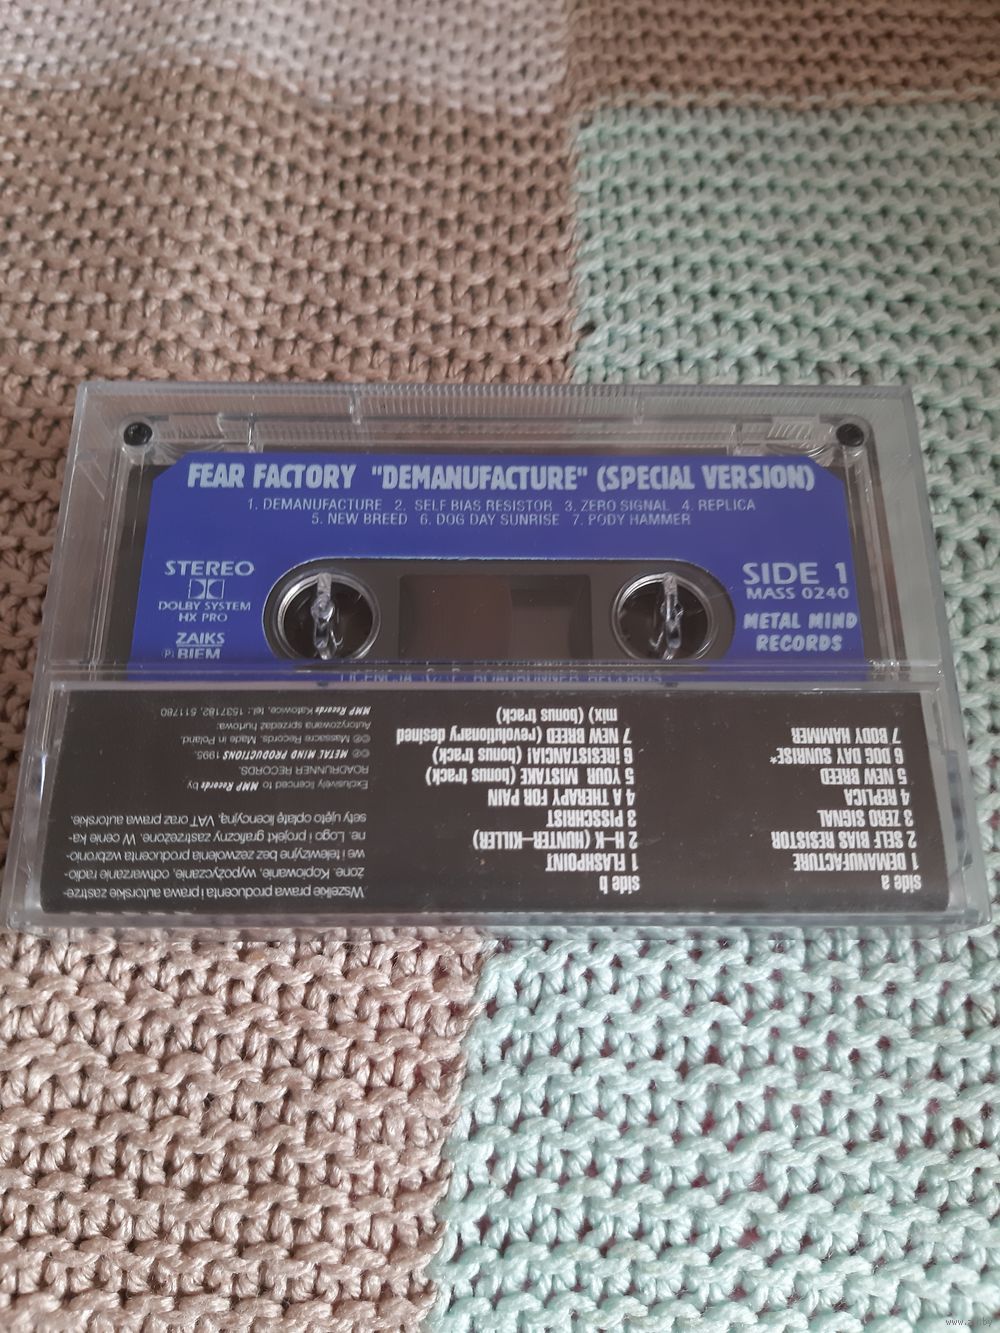 FEAR FACTORY "DEMANUFACTURE" (SPECIAL VERSION)
1. DEMANUFACTURE 2. SELF BIAS RESISTOR 3. ZERO SIGNAL 4. REPLICA
5. NEW BREED 6. DOG DAY SUNRISE 7. PODY HAMMER
STEREO
DOLBY SYSTEM
HX PRO
ZAIKS
BIEM
SIDE 1
MASS 0240
METAL MIND
RECORDS
LICENCJA ROADRUNNER RECORDS
side a
1 DEMANUFACTURE
2 SELF BIAS RESISTOR
3 ZERO SIGNAL
4 REPLICA
5 NEW BREED
6 DOG DAY SUNRISE*
7 BODY HAMMER
side b
1 FLASHPOINT
2 H-K (HUNTER-KILLER)
3 PISSCHRIST
4 A THERAPY FOR PAIN
5 YOUR MISTAKE (bonus track)
6 ¡RESISTANCIA! (bonus track)
7 NEW BREED (revolutionary desined
mix) (bonus track)
Wszelkie prawa producenta i prawa autorskie zastrze-
żone. Kopiowanie, wypożyczanie, odtwarzanie radio-
we i telewizyjne bez zezwolenia producenta wzbronio-
ne. Logo i projekt graficzny zastrzeżone. W cenie ka-
sety ujęto opłatę licencyjną, VAT oraz prawa autorskie.
Exclusively licenced to MMP Records by
ROADRUNNER RECORDS.
℗© METAL MIND PRODUCTIONS 1995.
℗© Massacre Records. Made in Poland.
Autoryzowana sprzedaż hurtowa:
MMP Records Katowice, tel.: 1537182, 511780